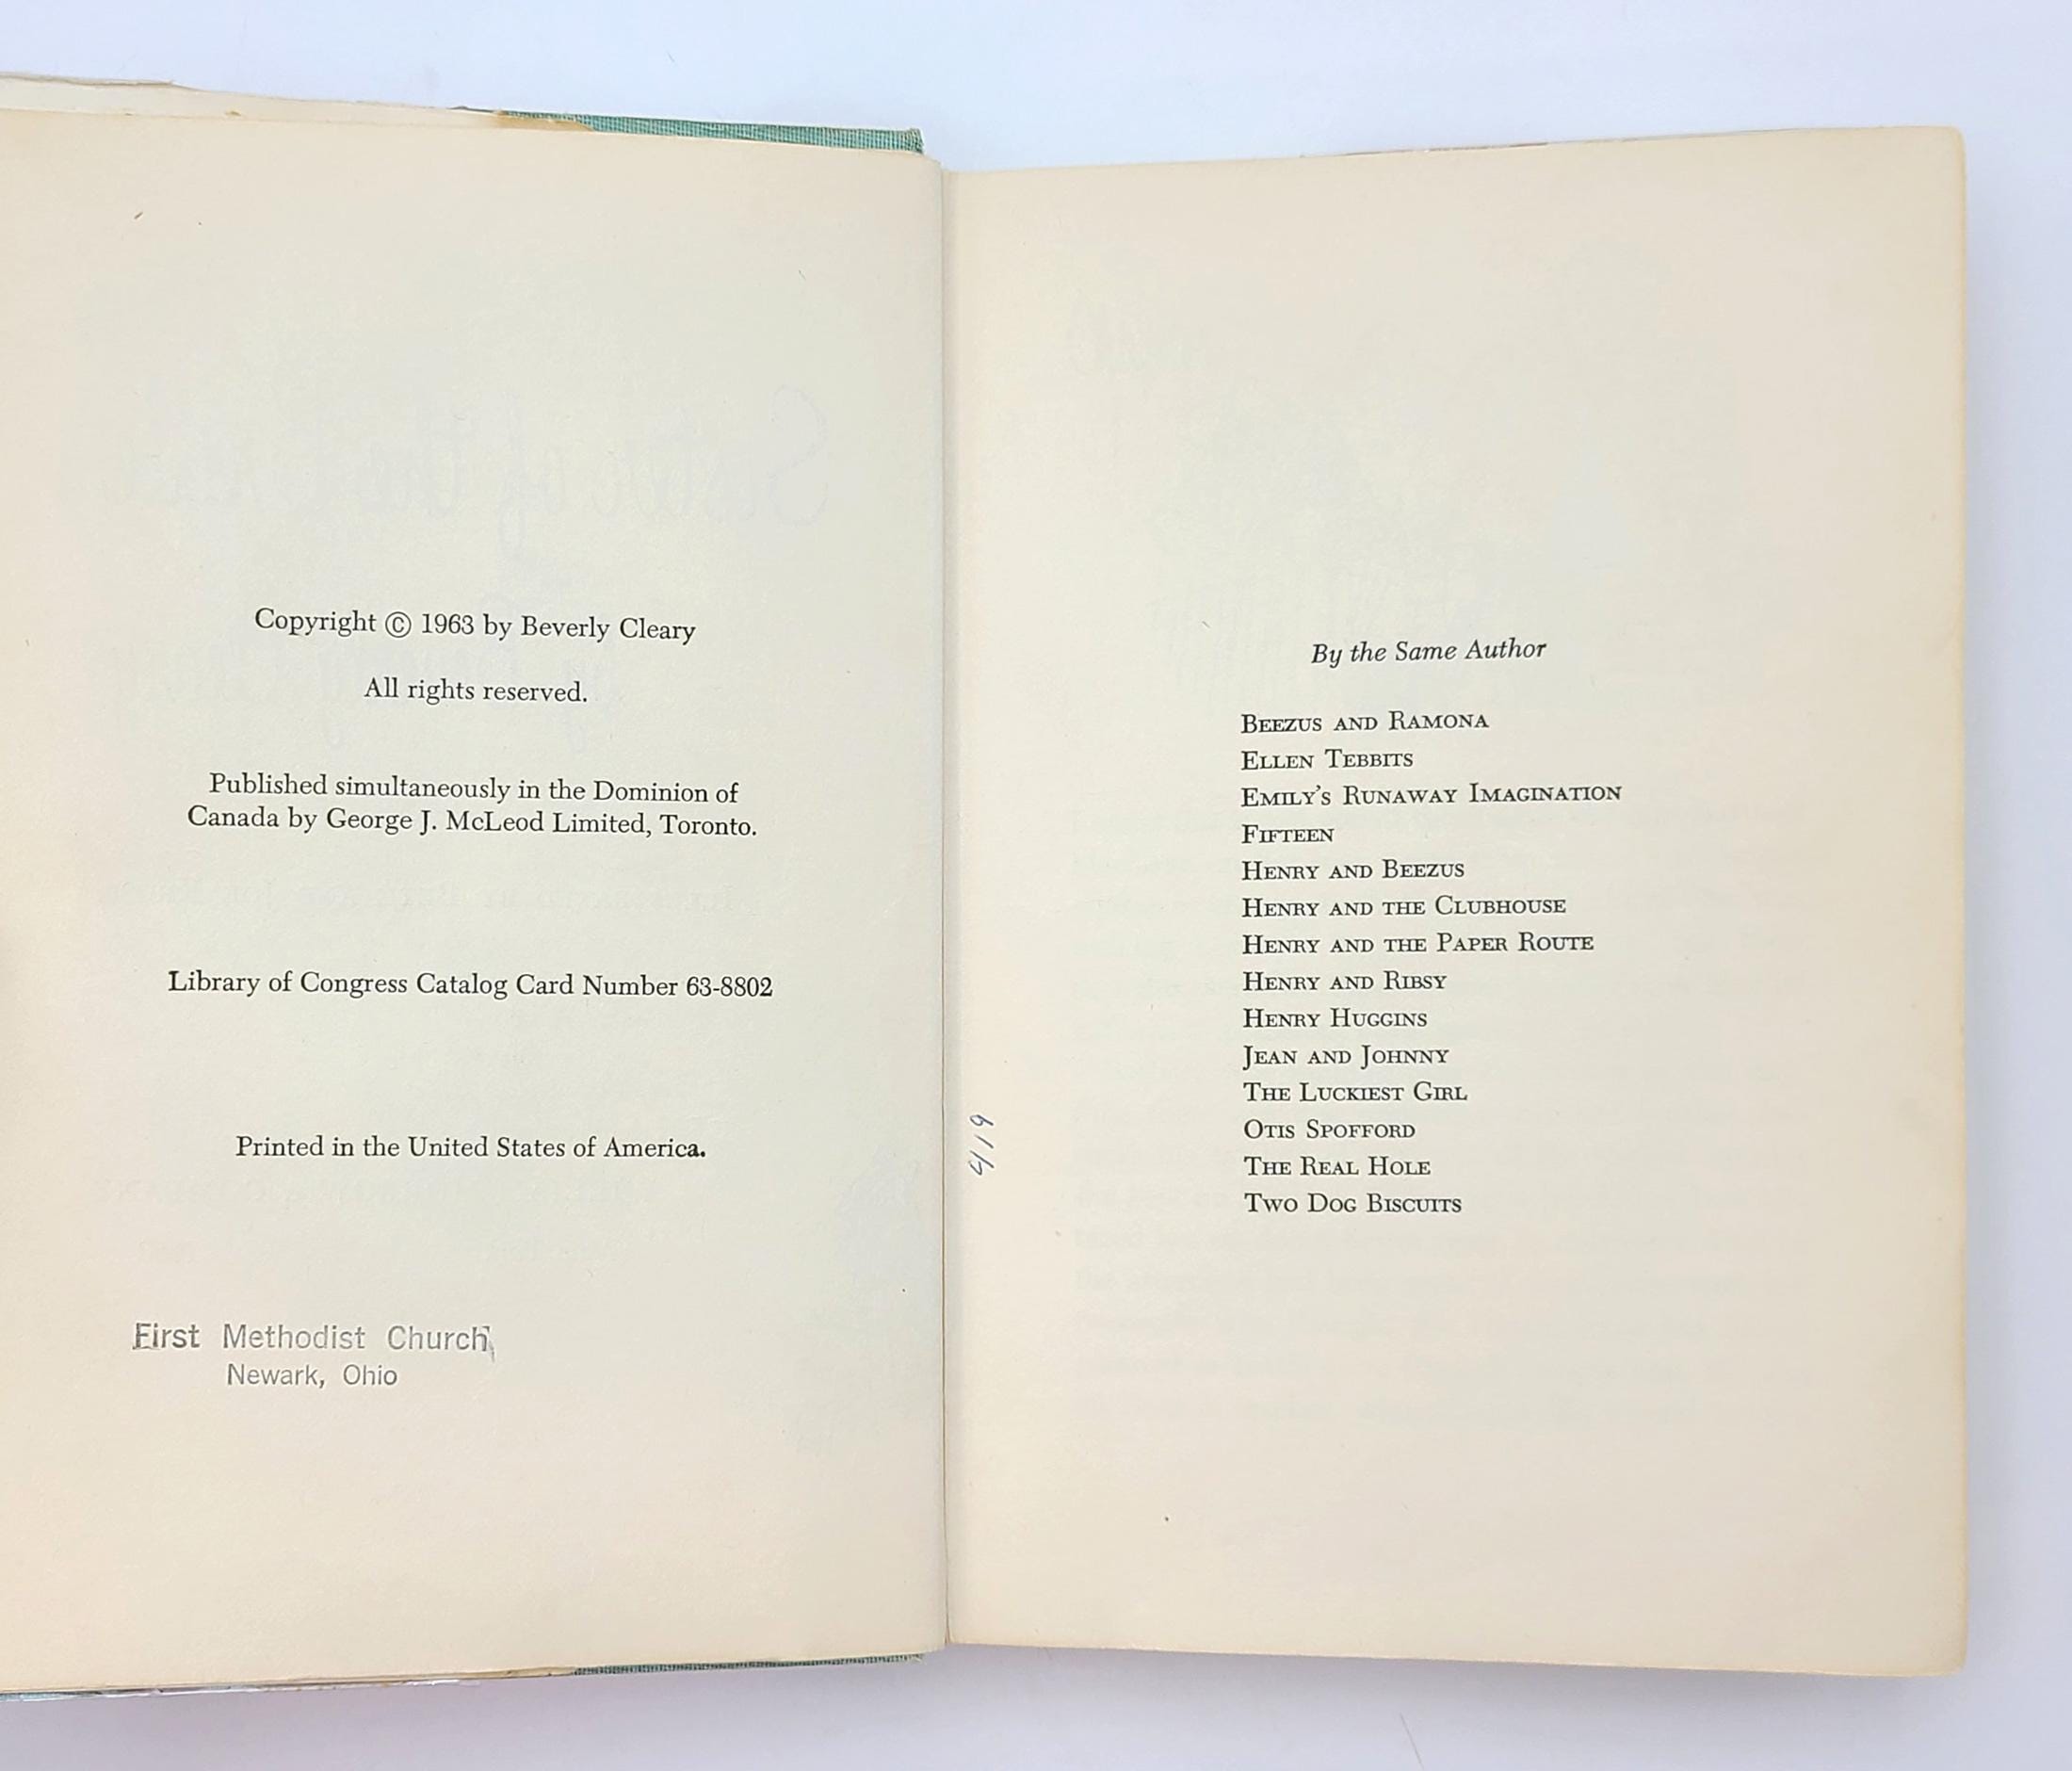 Copyright © 1963 by Beverly Cleary
All rights reserved.
Published simultaneously in the Dominion of
Canada by George J. McLeod Limited, Toronto.
Library of Congress Catalog Card Number 63-8802
Printed in the United States of America.
First Methodist Church
Newark, Ohio
419
By the Same Author
Beezus and Ramona
Ellen Tebbits
Emily's Runaway Imagination
Fifteen
Henry and Beezus
Henry and the Clubhouse
Henry and the Paper Route
Henry and Ribsy
Henry Huggins
Jean and Johnny
The Luckiest Girl
Otis Spofford
The Real Hole
Two Dog Biscuits